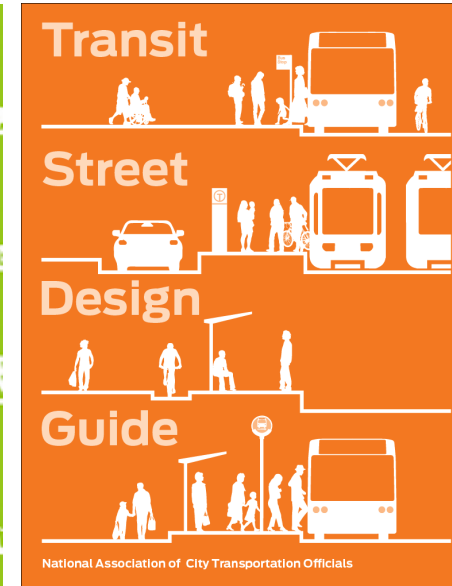 Transit
Street
Design
Guide
National Association of City Transportation Officials